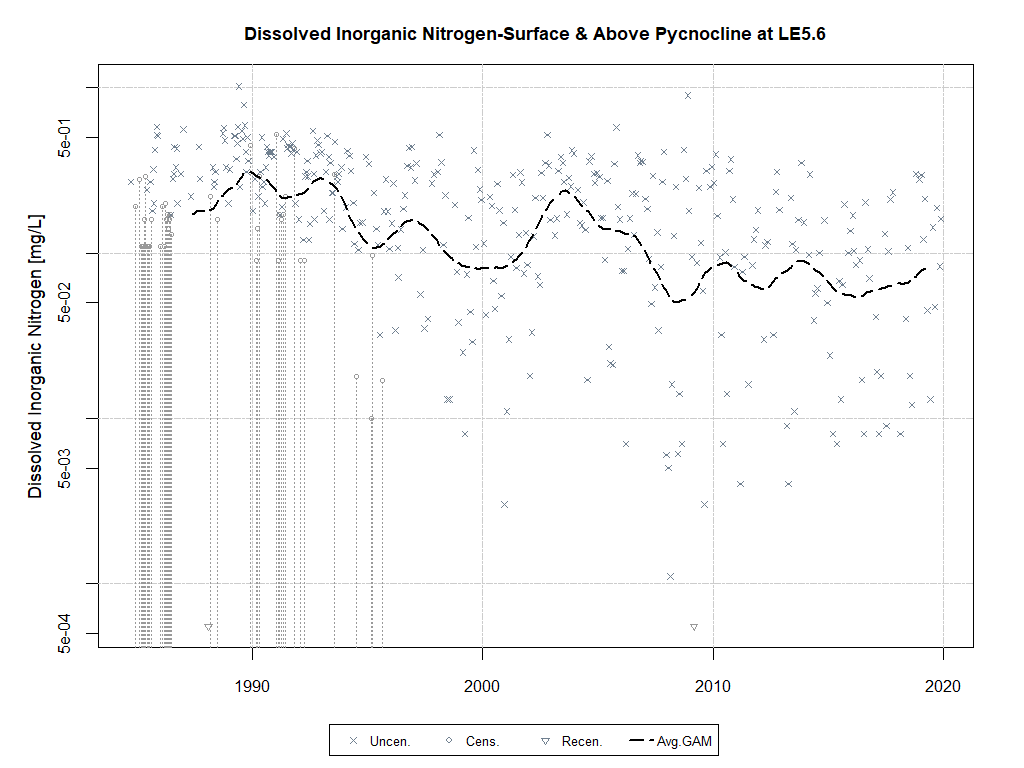 Dissolved Inorganic Nitrogen-Surface & Above Pycnocline at LE5.6
Dissolved Inorganic Nitrogen [mg/L]
5e-01
5e-02
5e-03
5e-04
1990 2000 2010 2020
Uncen. Cens. Recen. Avg.GAM